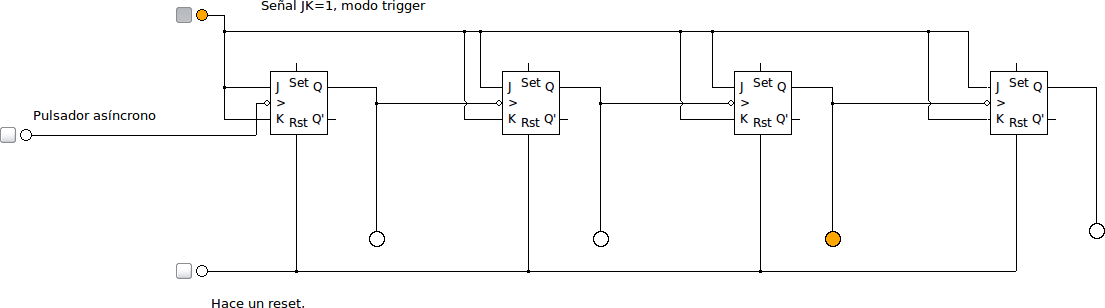 Señal JK=1, modo trigger
J Set Q
>
K Rst Q'
J Set Q
>
K Rst Q'
J Set Q
>
K Rst Q'
J Set Q
>
K Rst Q'
Pulsador asíncrono
Hace un reset.